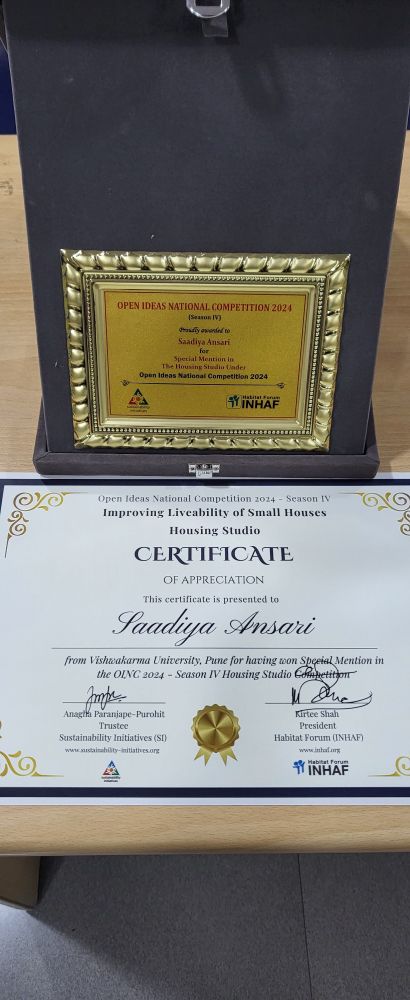 OPEN IDEAS NATIONAL COMPETITION 2024
(Season IV)
Proudly awarded to
Saadiya Ansari
for
Special Mention in
The Housing Studio Under
Open Ideas National Competition 2024
sustainability
initiatives
Habitat Forum
INHAF
Open Ideas National Competition 2024 - Season IV
Improving Liveability of Small Houses
Housing Studio
CERTIFICATE
OF APPRECIATION
This certificate is presented to
Saadiya Ansari
from Vishwakarma University, Pune for having won Special Mention in
the OINC 2024 - Season IV Housing Studio Competition
Anagha Paranjape-Purohit
Trustee
Sustainability Initiatives (SI)
www.sustainability-initiatives.org
Kirtee Shah
President
Habitat Forum (INHAF)
www.inhaf.org
sustainability
initiatives
Habitat Forum
INHAF